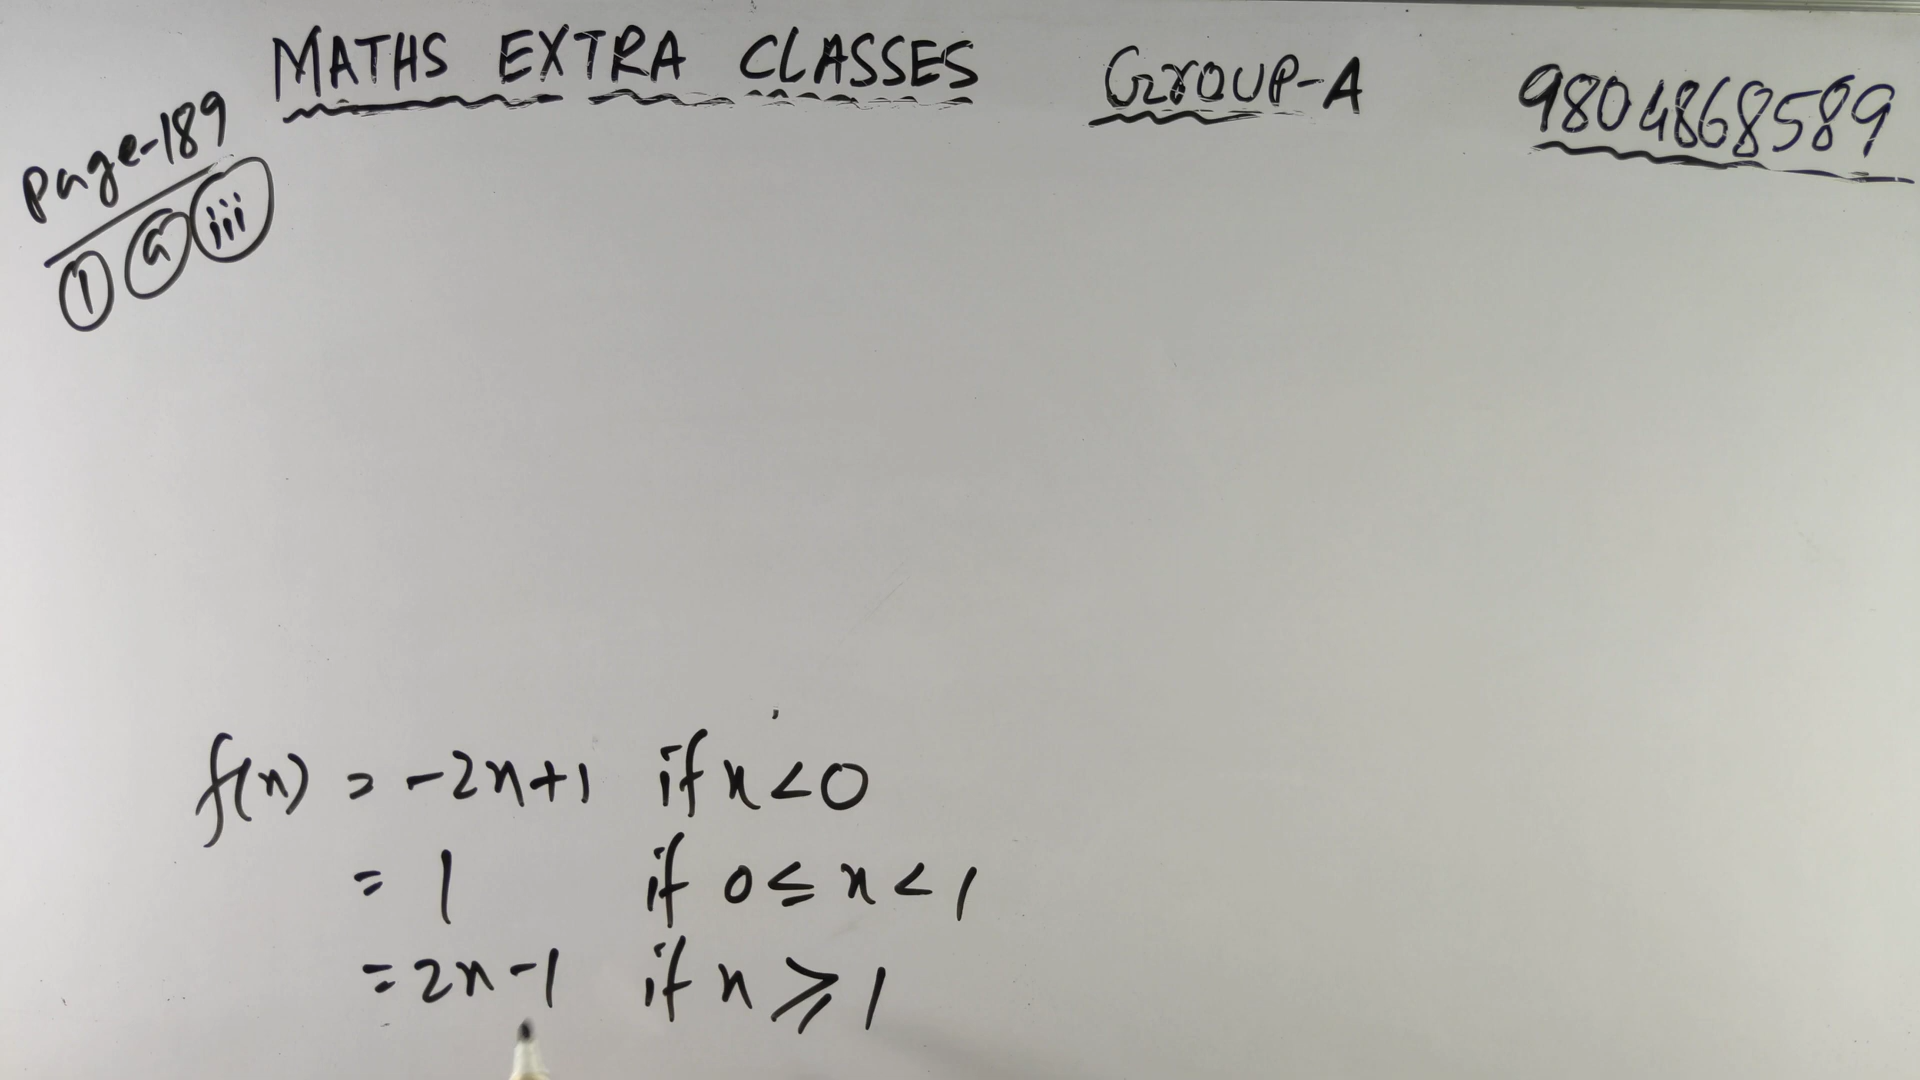 MATHS EXTRA CLASSES GROUP-A 9804868589
Page-189
1 a iii
f(x) = -2x+1 if x<0
= 1 if 0≤x<1
=2x-1 if x≥1